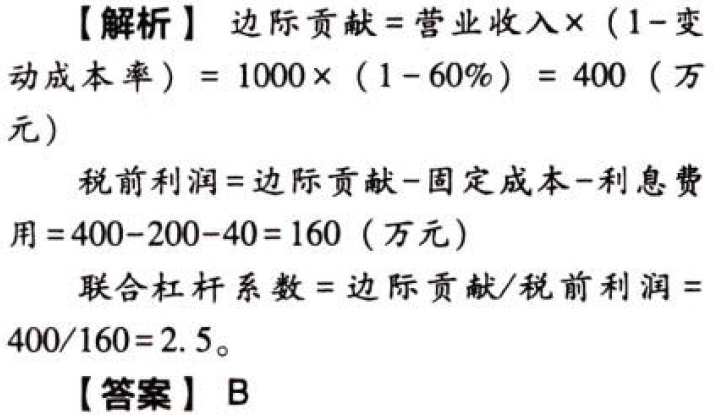 【解析】 边际贡献=营业收入×（1-变
动成本率）=1000×（1-60%）=400（万
元）
税前利润=边际贡献-固定成本-利息费
用=400-200-40=160（万元）
联合杠杆系数=边际贡献/税前利润=
400/160=2.5。
【答案】 B